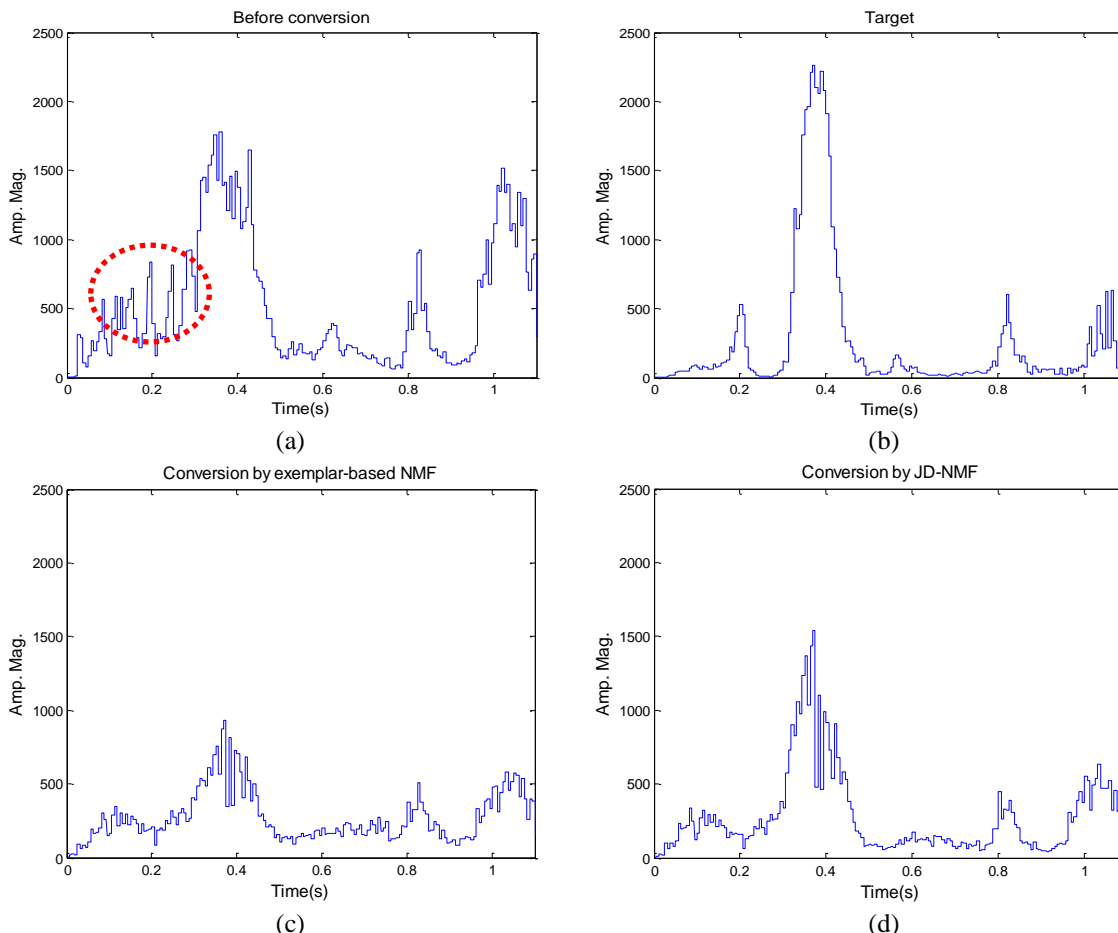 Before conversion
2500
2000
1500
1000
500
0
Amp. Mag.
0 0.2 0.4 0.6 0.8 1
Time(s)
(a)
Target
2500
2000
1500
1000
500
0
Amp. Mag.
0 0.2 0.4 0.6 0.8 1
Time(s)
(b)
Conversion by exemplar-based NMF
2500
2000
1500
1000
500
0
Amp. Mag.
0 0.2 0.4 0.6 0.8 1
Time(s)
(c)
Conversion by JD-NMF
2500
2000
1500
1000
500
0
Amp. Mag.
0 0.2 0.4 0.6 0.8 1
Time(s)
(d)